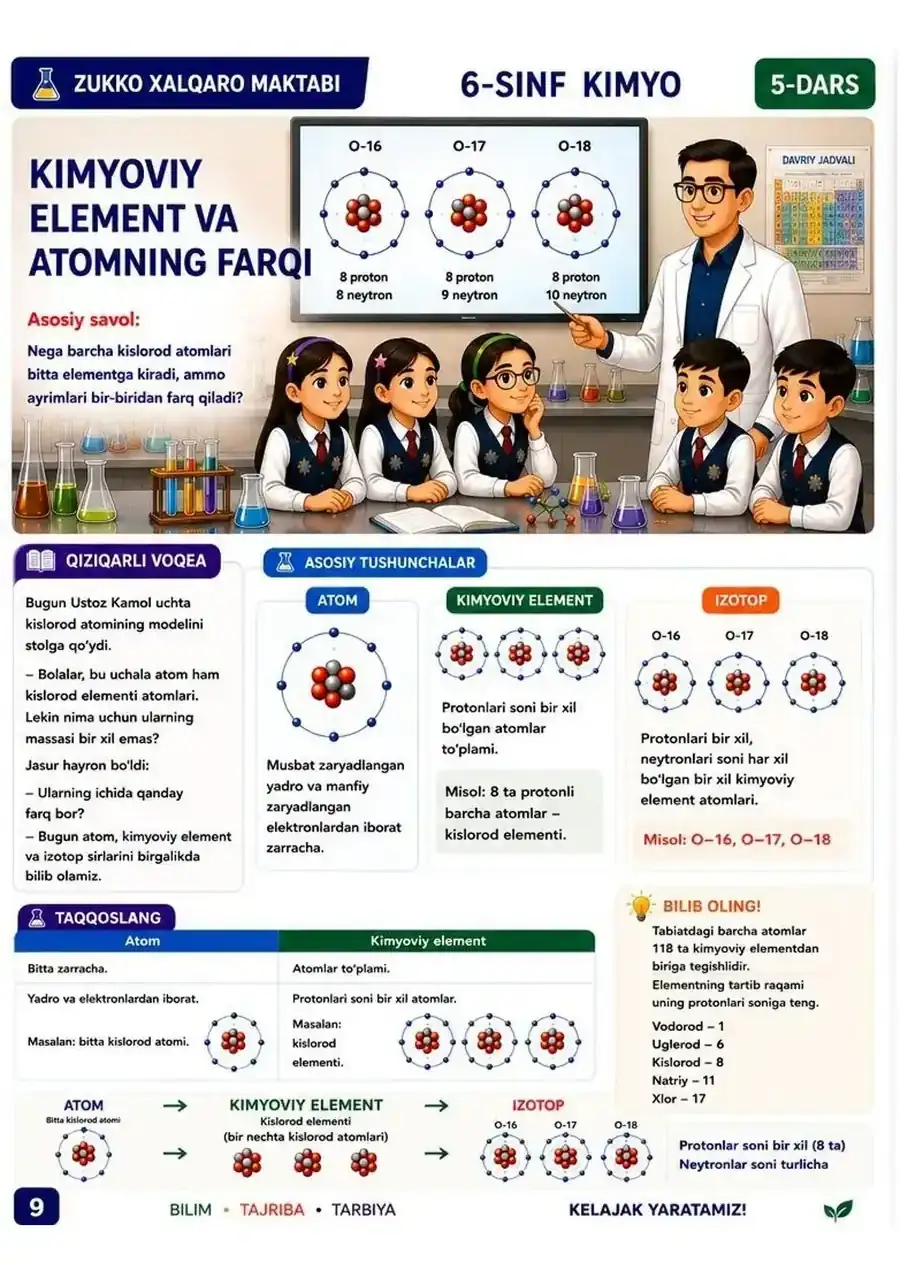 ZUKKO XALQARO MAKTABI
6-SINF KIMYO
5-DARS
KIMYOVIY
ELEMENT VA
ATOMNING FARQI
Asosiy savol:
Nega barcha kislorod atomlari
bitta elementga kiradi, ammo
ayrimlari bir-biridan farq qiladi?
O-16 O-17 O-18
8 proton 8 proton 8 proton
8 neytron 9 neytron 10 neytron
DAVRIY JADVALI
QIZIQARLI VOQEA
Bugun Ustoz Kamol uchta
kislorod atomining modelini
stolga qo‘ydi.
– Bolalar, bu uchala atom ham
kislorod elementi atomlari.
Lekin nima uchun ularning
massasi bir xil emas?
Jasur hayron bo‘ldi:
– Ularning ichida qanday
farq bor?
– Bugun atom, kimyoviy element
va izotop sirlarini birgalikda
bilib olamiz.
ASOSIY TUSHUNCHALAR
ATOM
Musbat zaryadlangan
yadro va manfiy
zaryadlangan
elektronlardan iborat
zarracha.
KIMYOVIY ELEMENT
Protonlari soni bir xil
bo‘lgan atomlar
to‘plami.
Misol: 8 ta protonli
barcha atomlar –
kislorod elementi.
IZOTOP
O-16 O-17 O-18
Protonlari bir xil,
neytronlari soni har xil
bo‘lgan bir xil kimyoviy
element atomlari.
Misol: O–16, O–17, O–18
TAQQOSLANG
Atom Kimyoviy element
Bitta zarracha. Atomlar to‘plami.
Yadro va elektronlardan iborat. Protonlari soni bir xil atomlar.
Masalan: bitta kislorod atomi.
Masalan:
kislorod
elementi.
BILIB OLING!
Tabiatdagi barcha atomlar
118 ta kimyoviy elementdan
biriga tegishlidir.
Elementning tartib raqami
uning protonlari soniga teng.
Vodorod – 1
Uglerod – 6
Kislorod – 8
Natriy – 11
Xlor – 17
ATOM → KIMYOVIY ELEMENT → IZOTOP
Bitta kislorod atomi
Kislorod elementi
(bir nechta kislorod atomlari)
O-16 O-17 O-18
→ →
Protonlar soni bir xil (8 ta)
Neytronlar soni turlicha
9
BILIM • TAJRIBA • TARBIYA
KELAJAK YARATAMIZ!